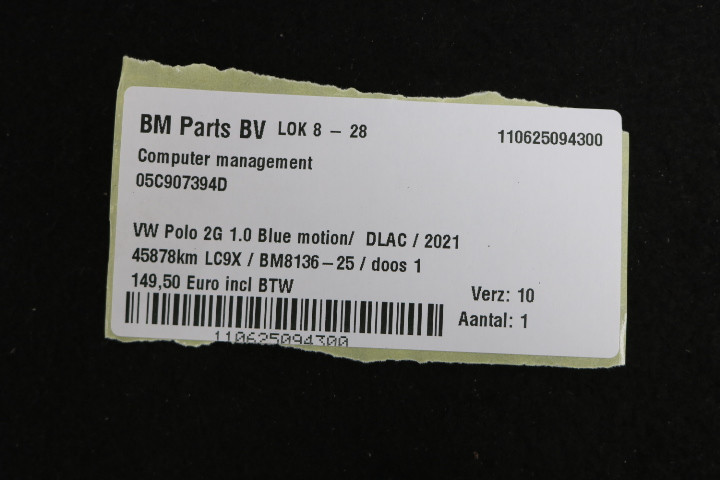 BM Parts BV LOK 8 - 28 110625094300
Computer management
05C907394D
VW Polo 2G 1.0 Blue motion/ DLAC / 2021
45878km LC9X / BM8136-25 / doos 1
149,50 Euro incl BTW Verz: 10
Aantal: 1
110625094300